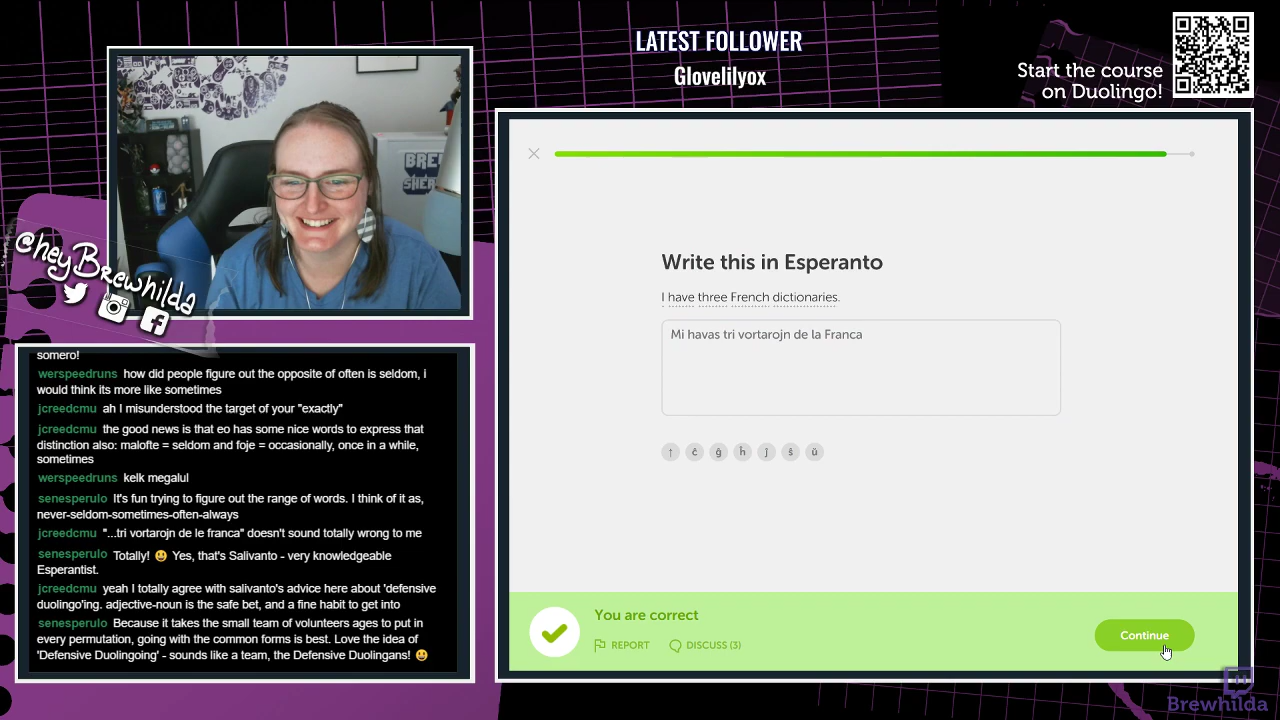 LATEST FOLLOWER
Glovelilyox
Start the course
on Duolingo!
BRE
SHE
@heyBrewhilda
somero!
werspeedruns how did people figure out the opposite of often is seldom, i
would think its more like sometimes
jcreedcmu ah I misunderstood the target of your "exactly"
jcreedcmu the good news is that eo has some nice words to express that
distinction also: malofte = seldom and foje = occasionally, once in a while,
sometimes
werspeedruns kelk megalul
senesperulo It's fun trying to figure out the range of words. I think of it as,
never-seldom-sometimes-often-always
jcreedcmu "...tri vortarojn de le franca" doesn't sound totally wrong to me
senesperulo Totally! 😀 Yes, that's Salivanto - very knowledgeable
Esperantist.
jcreedcmu yeah I totally agree with salivanto's advice here about 'defensive
duolingo'ing. adjective-noun is the safe bet, and a fine habit to get into
senesperulo Because it takes the small team of volunteers ages to put in
every permutation, going with the common forms is best. Love the idea of
'Defensive Duolingoing' - sounds like a team, the Defensive Duolingans! 😀
Write this in Esperanto
I have three French dictionaries.
Mi havas tri vortarojn de la Franca
↑ ĉ ĝ ĥ ĵ ŝ ŭ
You are correct
REPORT DISCUSS (3)
Continue
Brewhilda